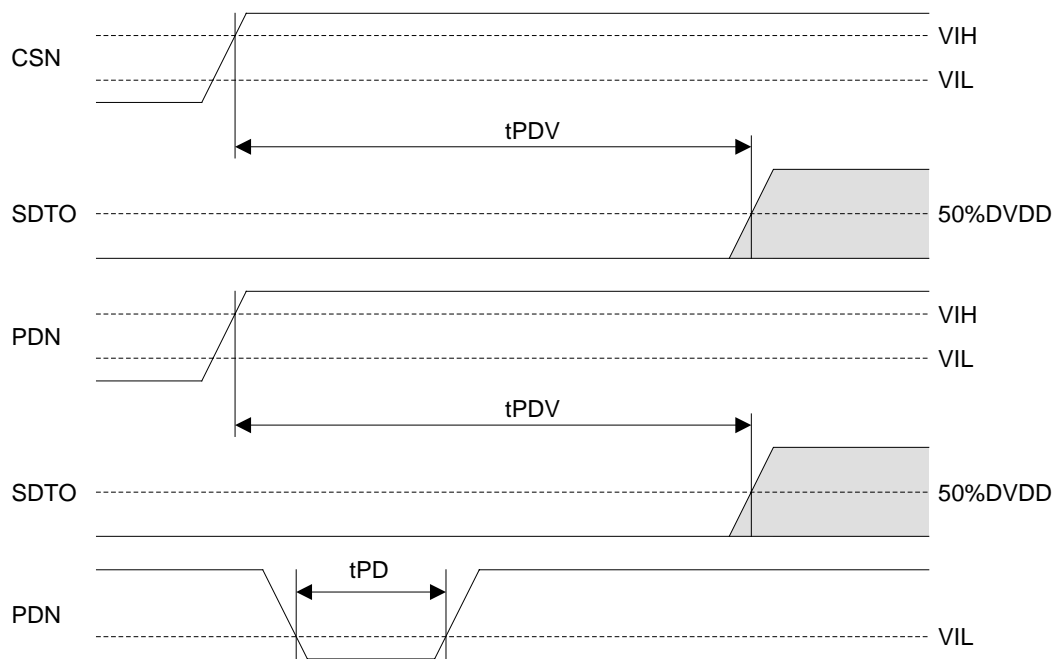 CSN
VIH
VIL
tPDV
SDTO
50%DVDD
PDN
VIH
VIL
tPDV
SDTO
50%DVDD
tPD
PDN
VIL